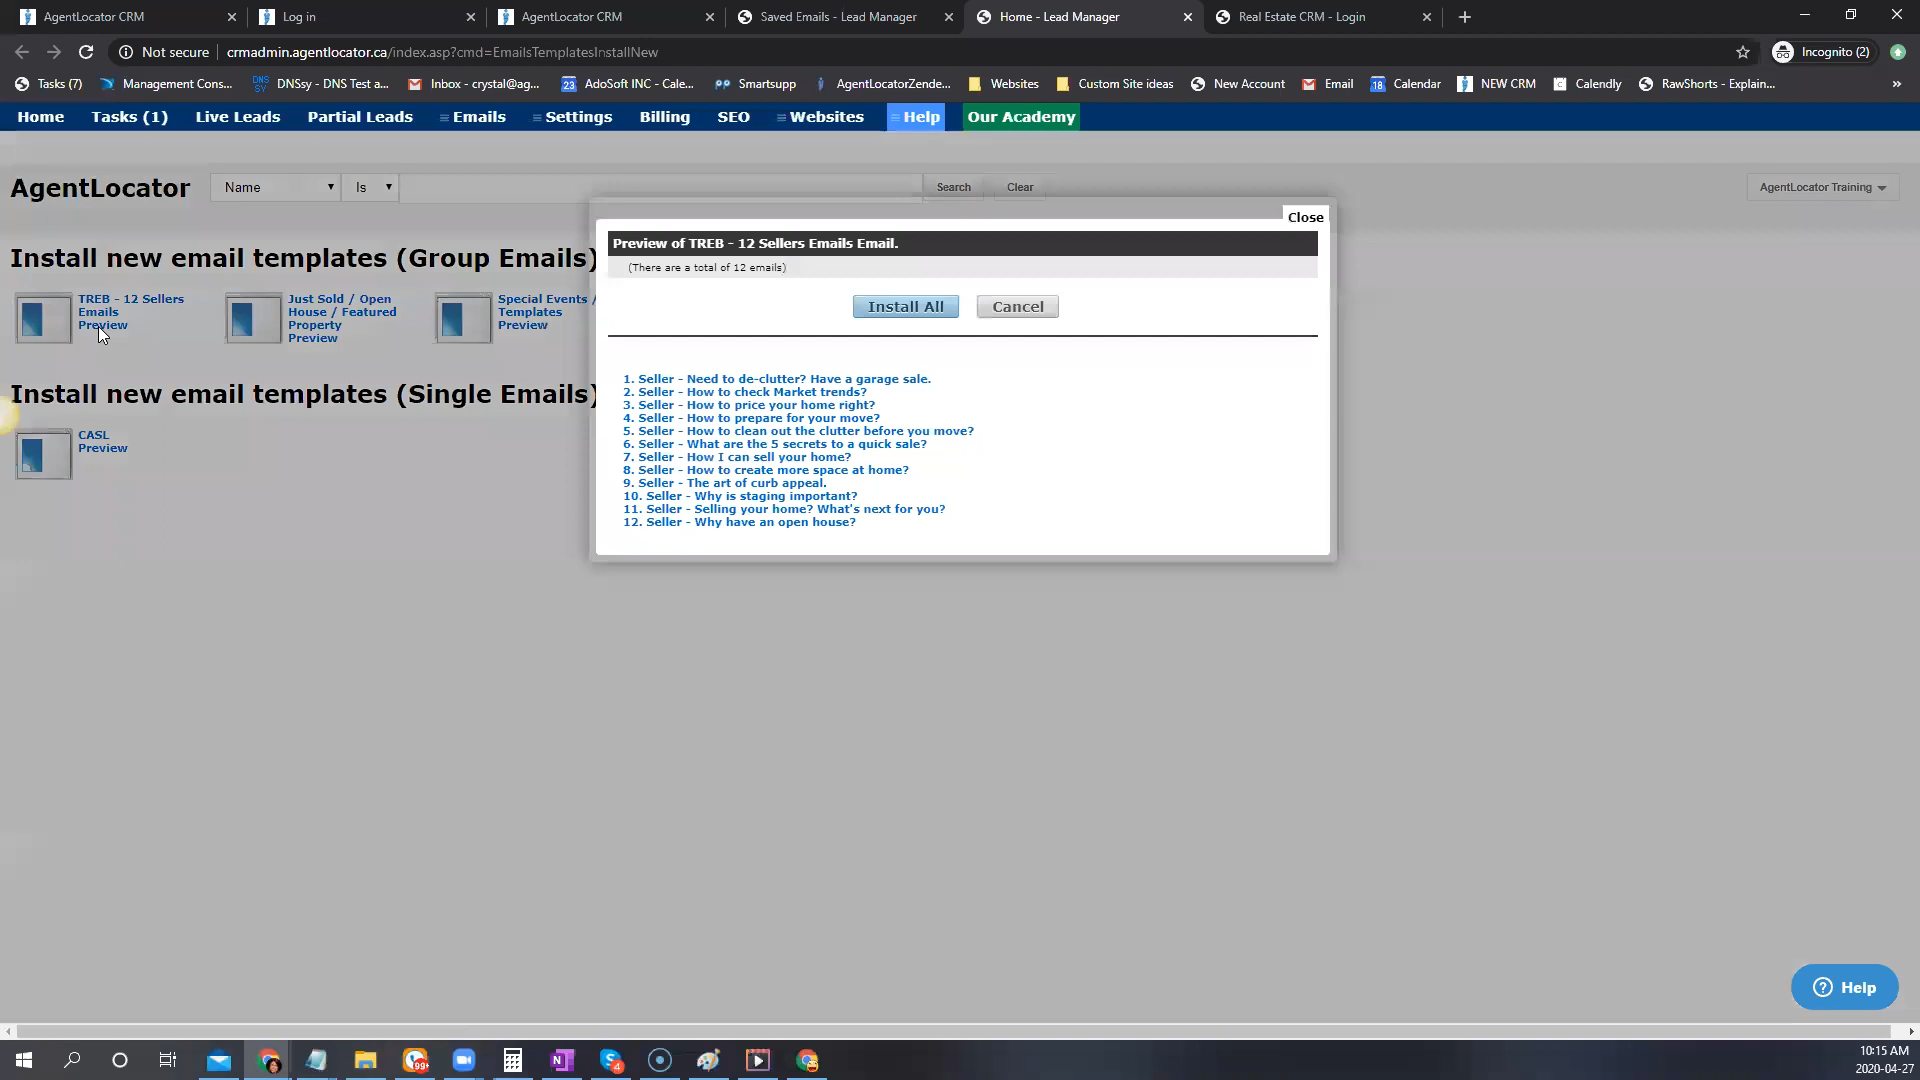 AgentLocator CRM
Log in
AgentLocator CRM
Saved Emails - Lead Manager
Home - Lead Manager
Real Estate CRM - Login
Not secure
crmadmin.agentlocator.ca/index.asp?cmd=EmailsTemplatesInstallNew
Incognito (2)
Tasks (7)
Management Cons...
DNSsy - DNS Test a...
Inbox - crystal@ag...
AdoSoft INC - Cale...
Smartsupp
AgentLocatorZende...
Websites
Custom Site ideas
New Account
Email
Calendar
NEW CRM
Calendly
RawShorts - Explain...
Home
Tasks (1)
Live Leads
Partial Leads
Emails
Settings
Billing
SEO
Websites
Help
Our Academy
AgentLocator
Name
Is
Search
Clear
AgentLocator Training
Install new email templates (Group Emails)
TREB - 12 Sellers
Emails
Preview
Just Sold / Open
House / Featured
Property
Preview
Special Events /
Templates
Preview
Install new email templates (Single Emails)
CASL
Preview
Close
Preview of TREB - 12 Sellers Emails Email.
(There are a total of 12 emails)
Install All
Cancel
1. Seller - Need to de-clutter? Have a garage sale.
2. Seller - How to check Market trends?
3. Seller - How to price your home right?
4. Seller - How to prepare for your move?
5. Seller - How to clean out the clutter before you move?
6. Seller - What are the 5 secrets to a quick sale?
7. Seller - How I can sell your home?
8. Seller - How to create more space at home?
9. Seller - The art of curb appeal.
10. Seller - Why is staging important?
11. Seller - Selling your home? What's next for you?
12. Seller - Why have an open house?
Help
10:15 AM
2020-04-27